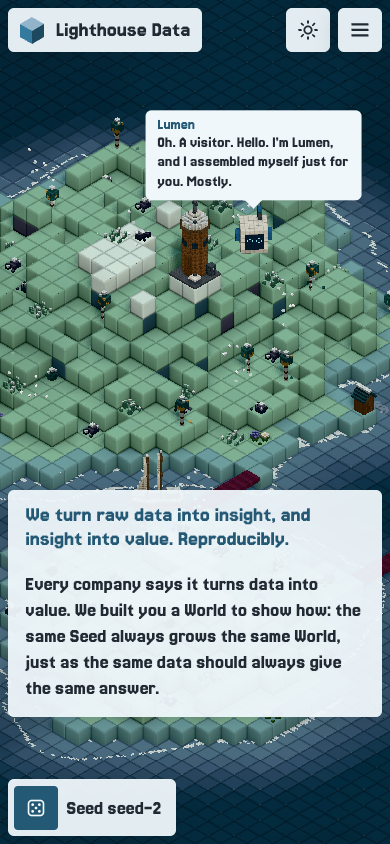 Lighthouse Data
Lumen
Oh. A visitor. Hello. I'm Lumen,
and I assembled myself just for
you. Mostly.
We turn raw data into insight, and
insight into value. Reproducibly.
Every company says it turns data into
value. We built you a World to show how: the
same Seed always grows the same World,
just as the same data should always give
the same answer.
Seed seed-2